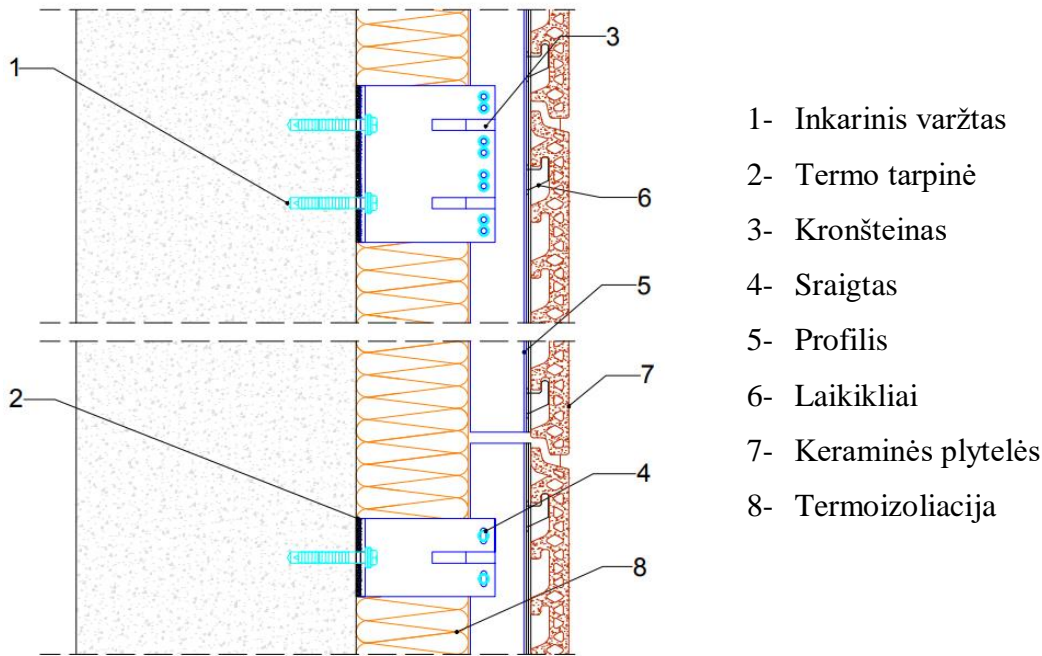 1
2
3
6
5
7
4
8
1- Inkarinis varžtas
2- Termo tarpinė
3- Kronšteinas
4- Sraigtas
5- Profilis
6- Laikikliai
7- Keraminės plytelės
8- Termoizoliacija